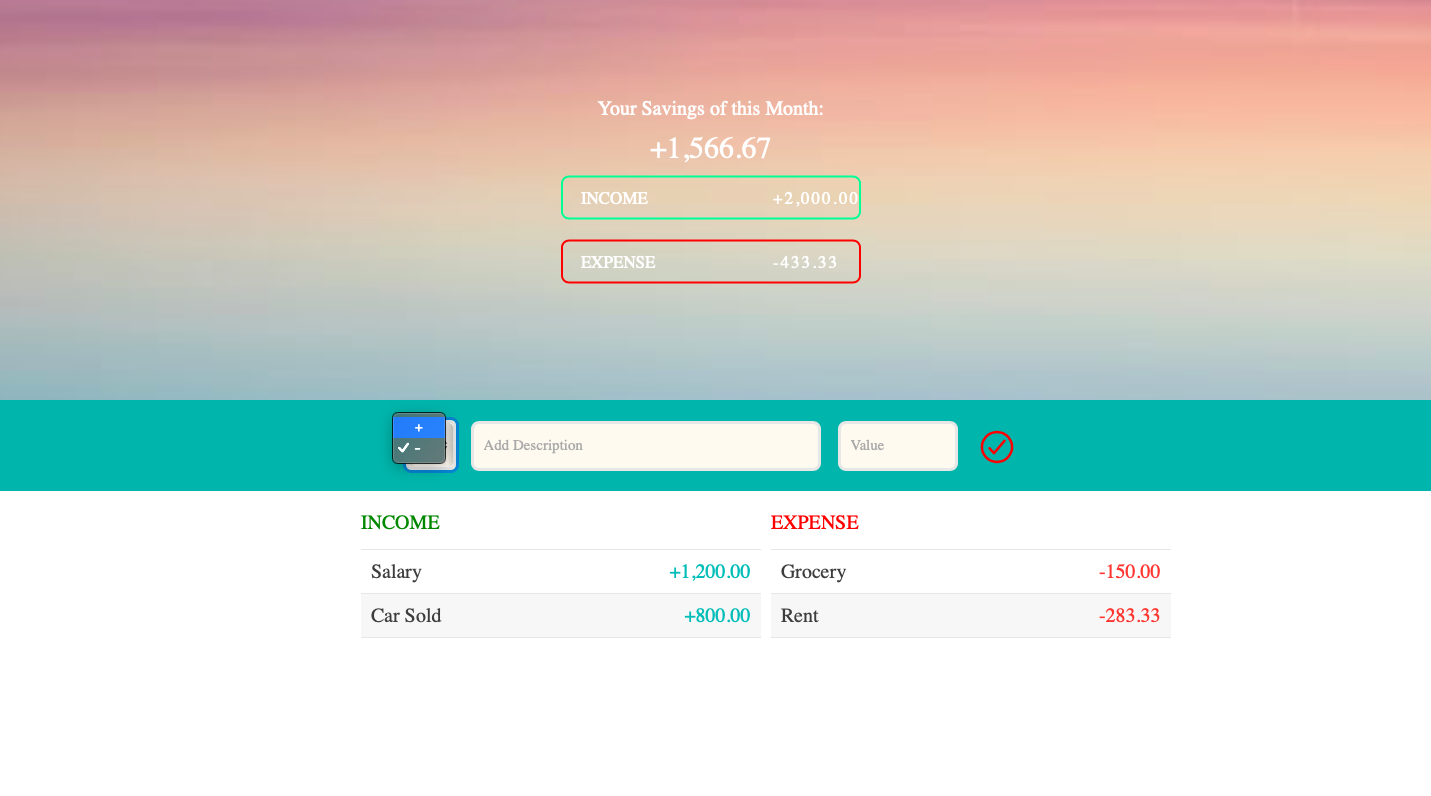 Your Savings of this Month:
+1,566.67
INCOME +2,000.00
EXPENSE -433.33
+
-
Add Description Value
INCOME EXPENSE
Salary +1,200.00 Grocery -150.00
Car Sold +800.00 Rent -283.33